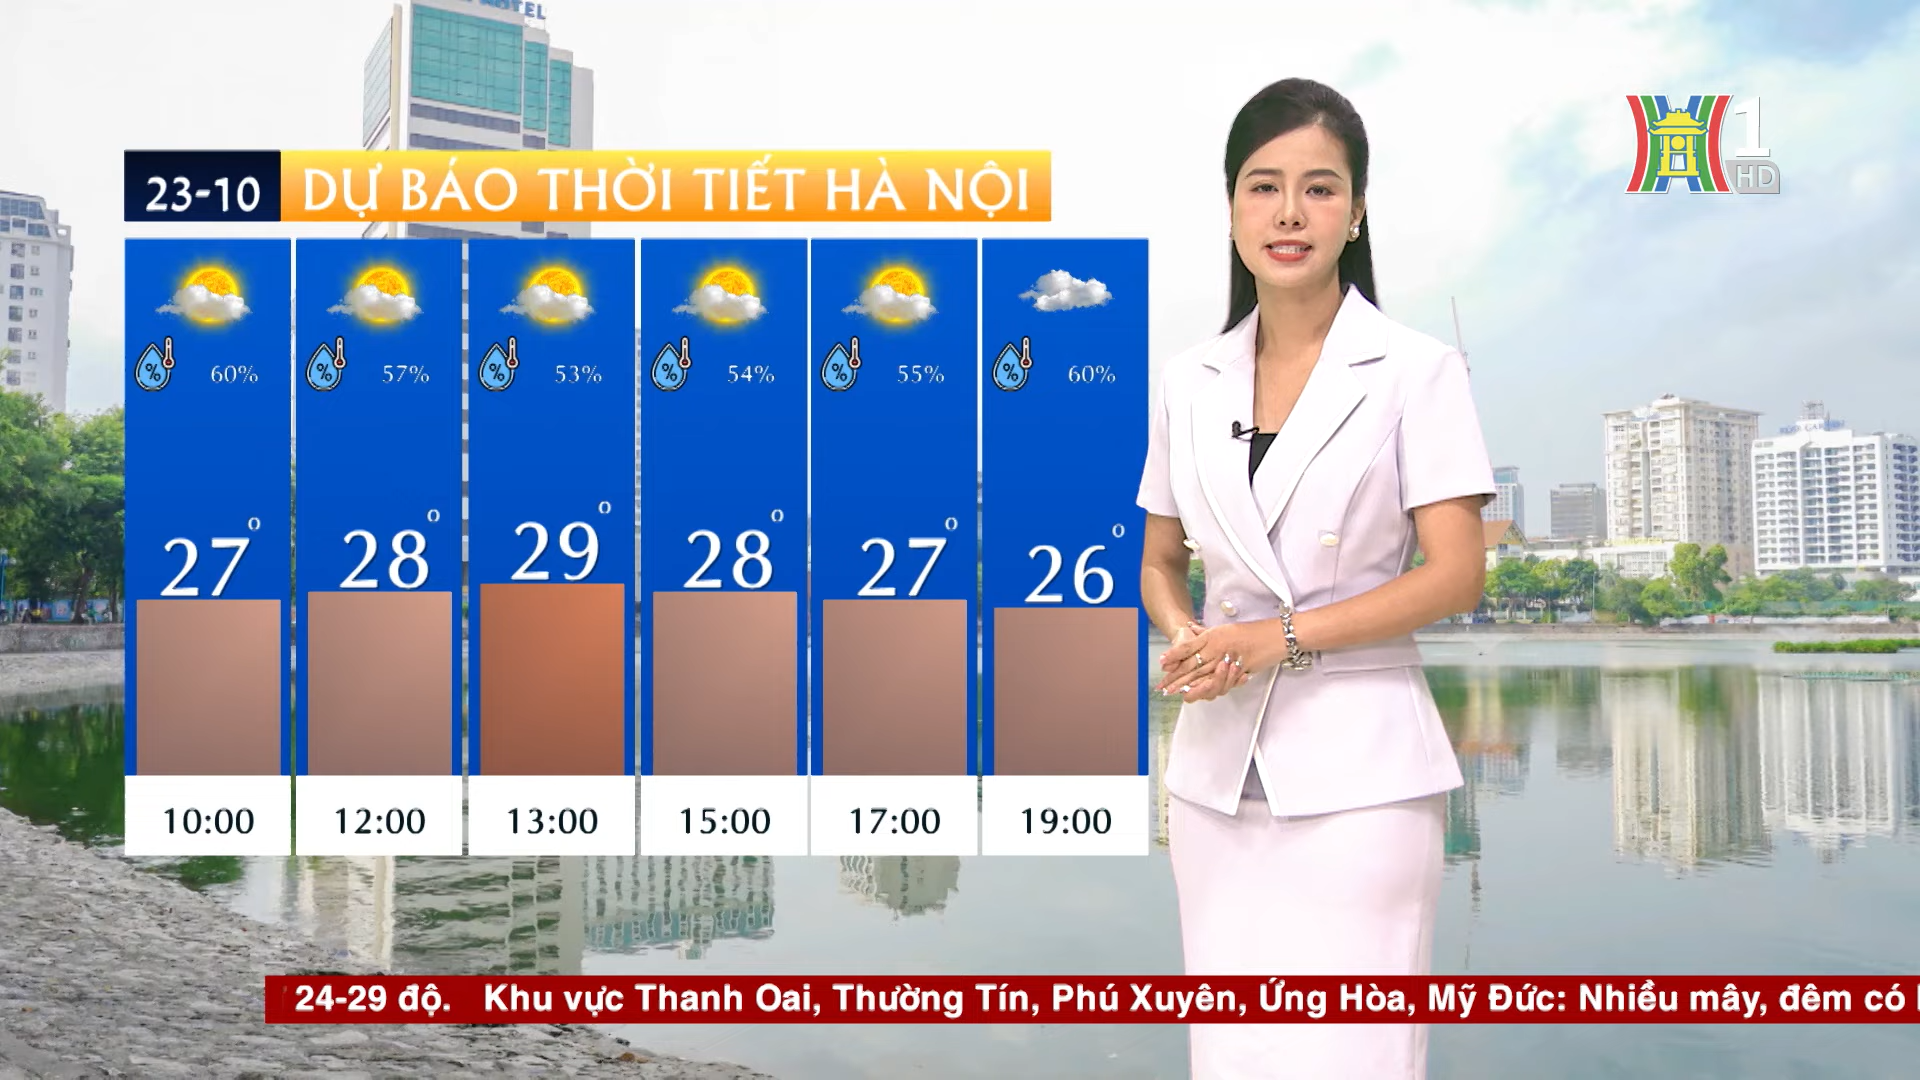 HOTEL
23-10 DỰ BÁO THỜI TIẾT HÀ NỘI
1
HD
% 60% % 57% % 53% % 54% % 55% % 60%
27° 28° 29° 28° 27° 26°
10:00 12:00 13:00 15:00 17:00 19:00
24-29 độ. Khu vực Thanh Oai, Thường Tín, Phú Xuyên, Ứng Hòa, Mỹ Đức: Nhiều mây, đêm có